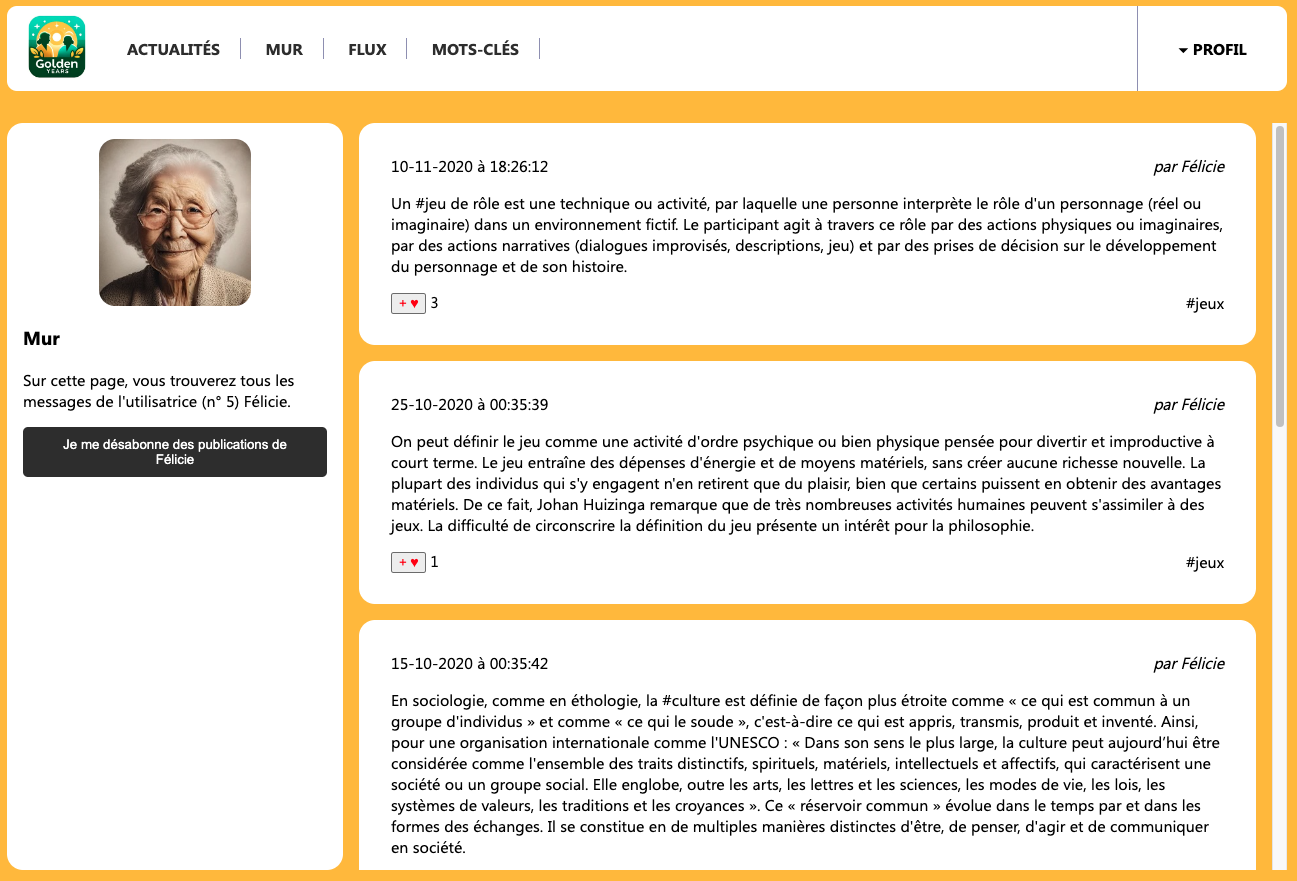 Golden
YEARS
ACTUALITÉS
MUR
FLUX
MOTS-CLÉS
PROFIL
Mur
Sur cette page, vous trouverez tous les
messages de l'utilisatrice (n° 5) Félicie.
Je me désabonne des publications de
Félicie
10-11-2020 à 18:26:12
par Félicie
Un #jeu de rôle est une technique ou activité, par laquelle une personne interprète le rôle d'un personnage (réel ou
imaginaire) dans un environnement fictif. Le participant agit à travers ce rôle par des actions physiques ou imaginaires,
par des actions narratives (dialogues improvisés, descriptions, jeu) et par des prises de décision sur le développement
du personnage et de son histoire.
+ ♥ 3
#jeux
25-10-2020 à 00:35:39
par Félicie
On peut définir le jeu comme une activité d'ordre psychique ou bien physique pensée pour divertir et improductive à
court terme. Le jeu entraîne des dépenses d'énergie et de moyens matériels, sans créer aucune richesse nouvelle. La
plupart des individus qui s'y engagent n'en retirent que du plaisir, bien que certains puissent en obtenir des avantages
matériels. De ce fait, Johan Huizinga remarque que de très nombreuses activités humaines peuvent s'assimiler à des
jeux. La difficulté de circonscrire la définition du jeu présente un intérêt pour la philosophie.
+ ♥ 1
#jeux
15-10-2020 à 00:35:42
par Félicie
En sociologie, comme en éthologie, la #culture est définie de façon plus étroite comme « ce qui est commun à un
groupe d'individus » et comme « ce qui le soude », c'est-à-dire ce qui est appris, transmis, produit et inventé. Ainsi,
pour une organisation internationale comme l'UNESCO : « Dans son sens le plus large, la culture peut aujourd’hui être
considérée comme l'ensemble des traits distinctifs, spirituels, matériels, intellectuels et affectifs, qui caractérisent une
société ou un groupe social. Elle englobe, outre les arts, les lettres et les sciences, les modes de vie, les lois, les
systèmes de valeurs, les traditions et les croyances ». Ce « réservoir commun » évolue dans le temps par et dans les
formes des échanges. Il se constitue en de multiples manières distinctes d'être, de penser, d'agir et de communiquer
en société.